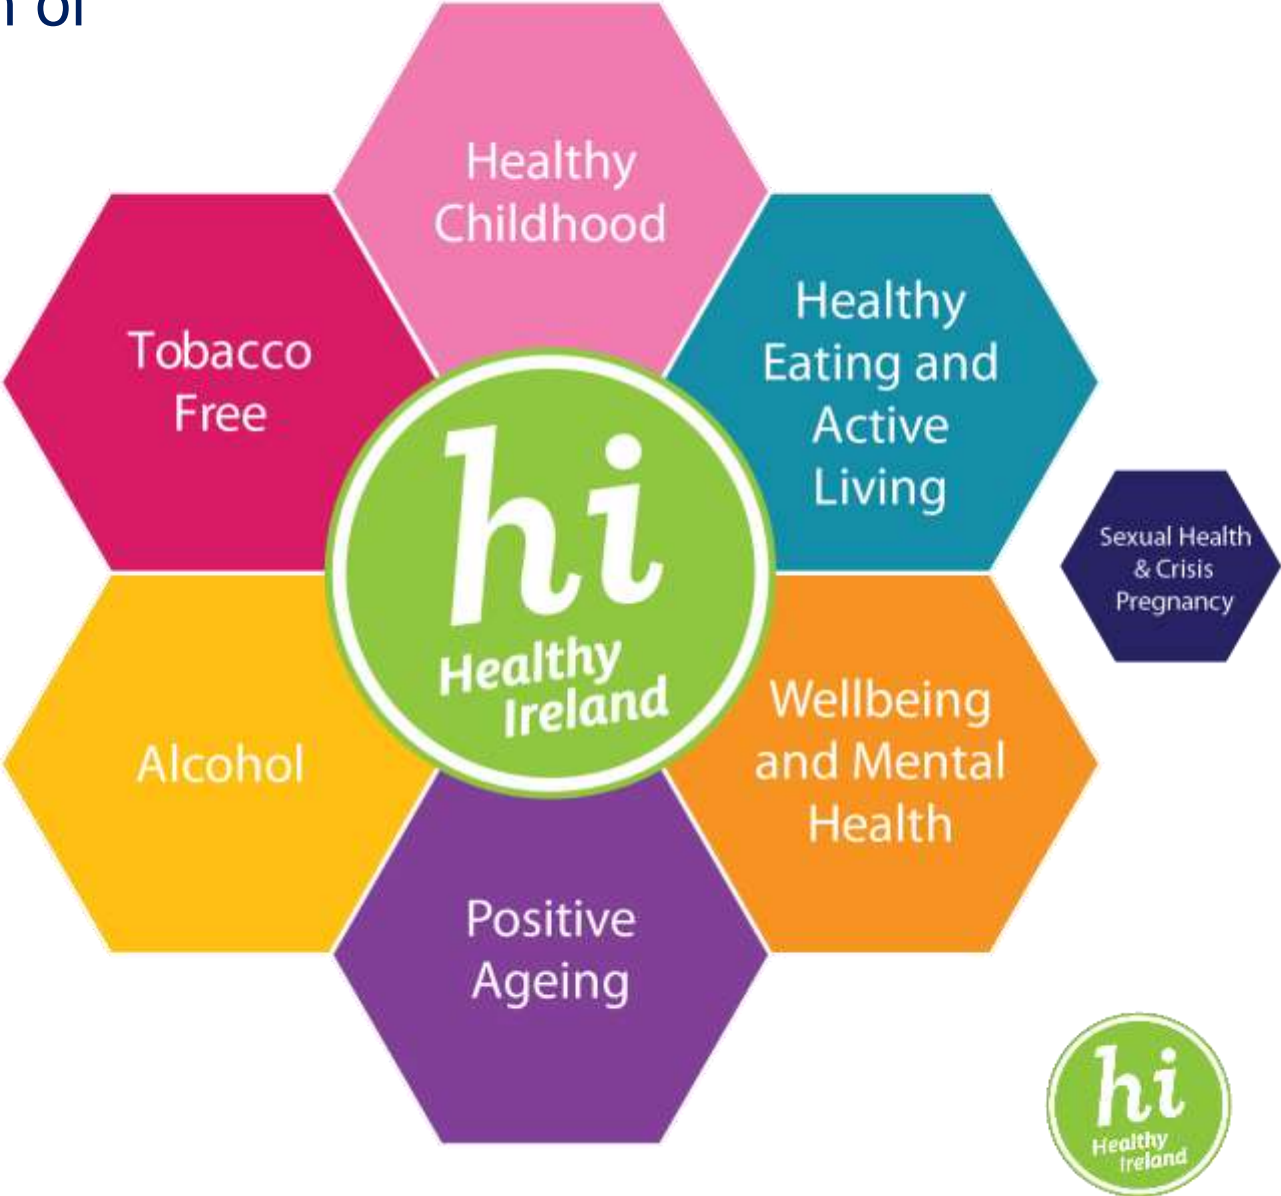 n of
Healthy
Childhood
Tobacco
Free
Healthy
Eating and
Active
Living
hi
Healthy
Ireland
Sexual Health
& Crisis
Pregnancy
Alcohol
Wellbeing
and Mental
Health
Positive
Ageing
hi
Healthy
Ireland